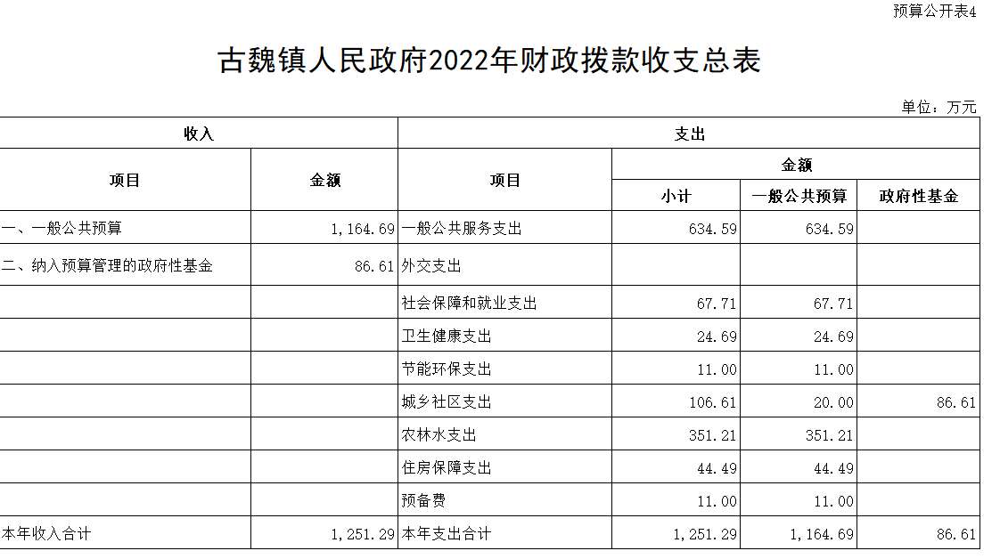 预算公开表4
古魏镇人民政府2022年财政拨款收支总表
单位：万元
收入 支出
项目 金额 项目 金额
小计 一般公共预算 政府性基金
一、一般公共预算 1,164.69 一般公共服务支出 634.59 634.59
二、纳入预算管理的政府性基金 86.61 外交支出
社会保障和就业支出 67.71 67.71
卫生健康支出 24.69 24.69
节能环保支出 11.00 11.00
城乡社区支出 106.61 20.00 86.61
农林水支出 351.21 351.21
住房保障支出 44.49 44.49
预备费 11.00 11.00
本年收入合计 1,251.29 本年支出合计 1,251.29 1,164.69 86.61